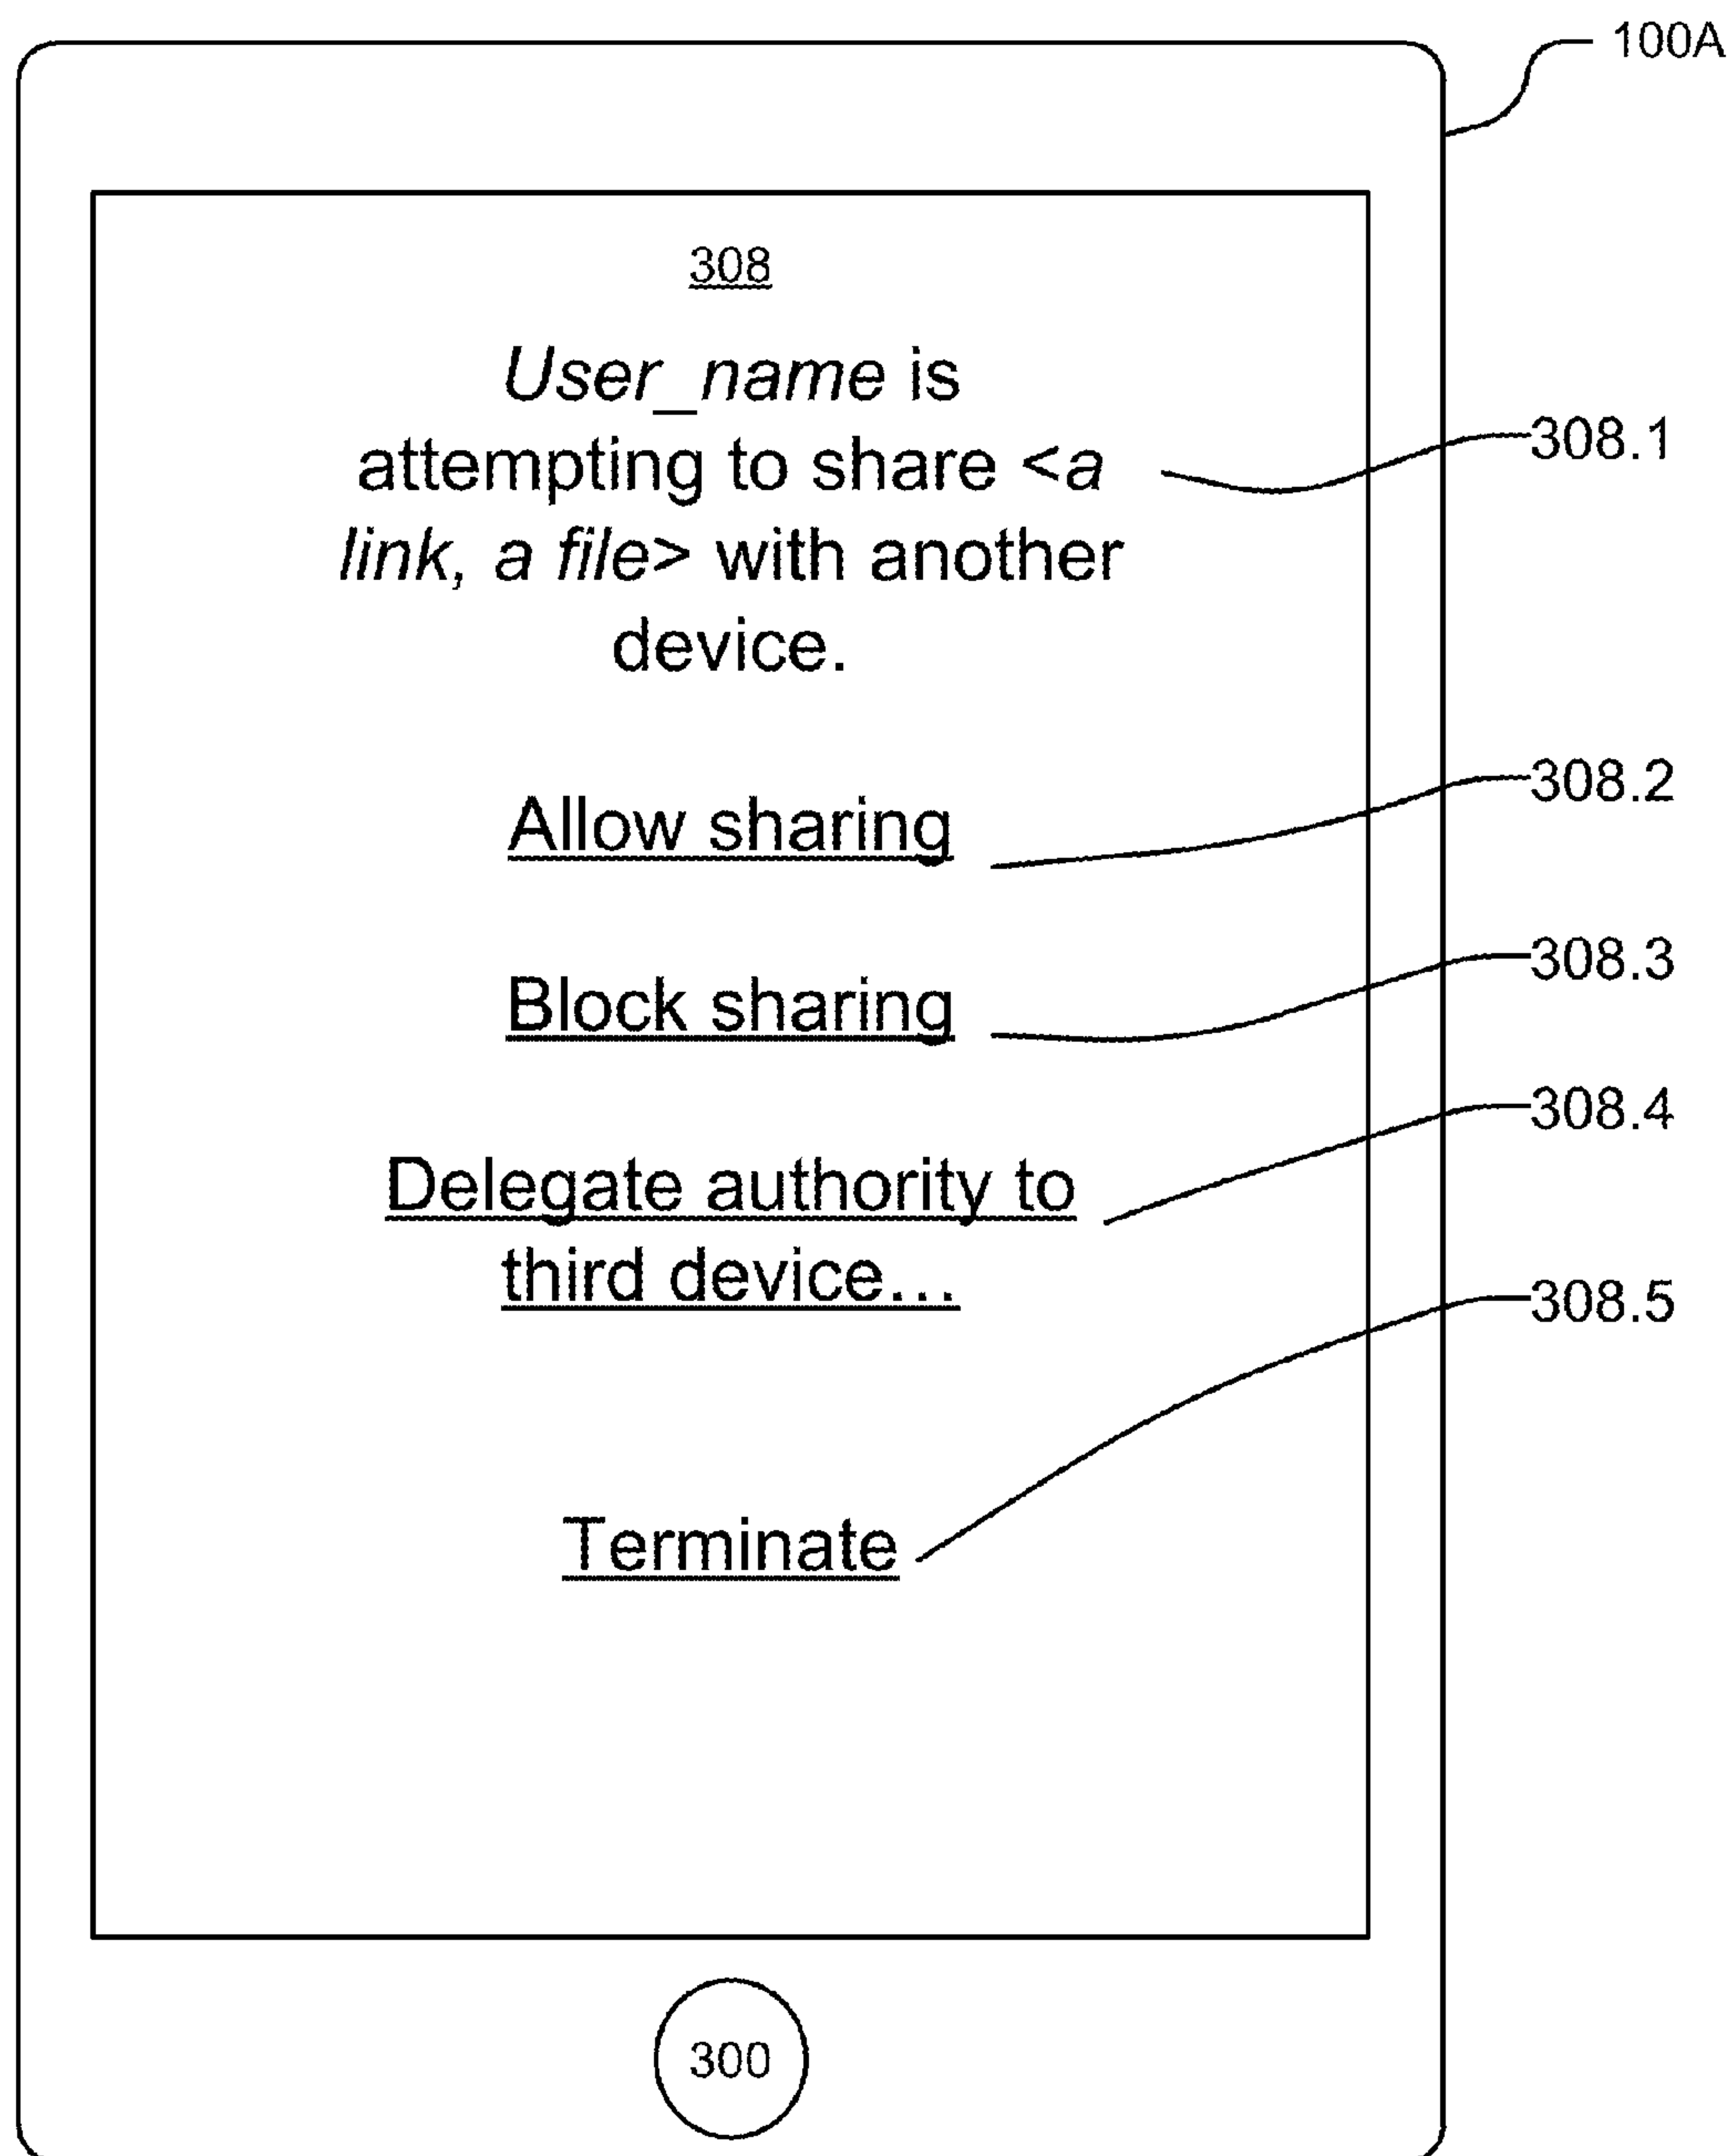 100A
308
User_name is
attempting to share <a
308.1
link, a file> with another
device.
308.2
Allow sharing
308.3
Block sharing
308.4
Delegate authority to
third device...
308.5
Terminate
300